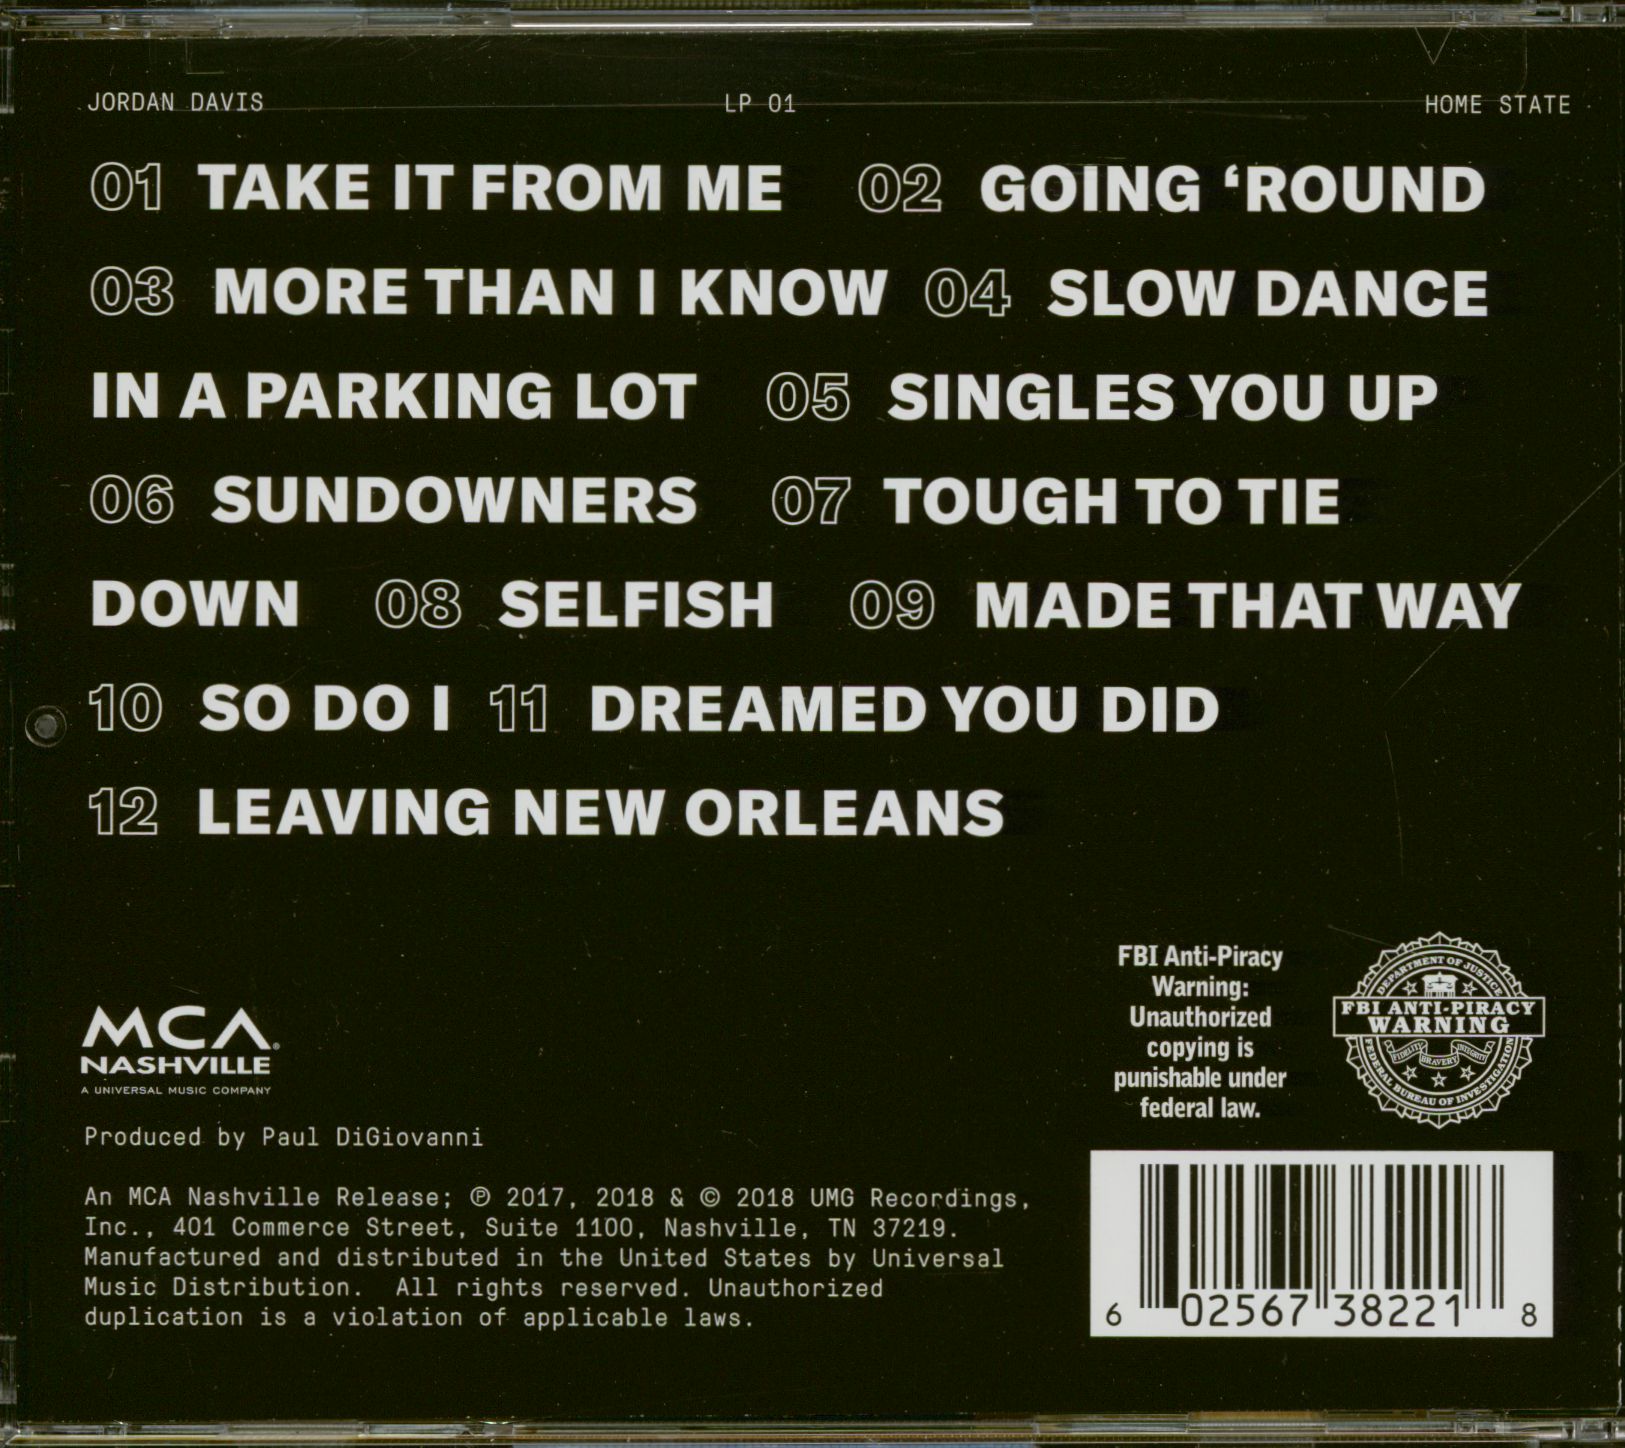 JORDAN DAVIS LP 01 HOME STATE
01 TAKE IT FROM ME 02 GOING ‘ROUND
03 MORE THAN I KNOW 04 SLOW DANCE
IN A PARKING LOT 05 SINGLES YOU UP
06 SUNDOWNERS 07 TOUGH TO TIE
DOWN 08 SELFISH 09 MADE THAT WAY
10 SO DO I 11 DREAMED YOU DID
12 LEAVING NEW ORLEANS
MCA®
NASHVILLE
A UNIVERSAL MUSIC COMPANY
Produced by Paul DiGiovanni
An MCA Nashville Release; ℗ 2017, 2018 & © 2018 UMG Recordings,
Inc., 401 Commerce Street, Suite 1100, Nashville, TN 37219.
Manufactured and distributed in the United States by Universal
Music Distribution. All rights reserved. Unauthorized
duplication is a violation of applicable laws.
FBI Anti-Piracy
Warning:
Unauthorized
copying is
punishable under
federal law.
DEPARTMENT OF JUSTICE
FBI ANTI-PIRACY
WARNING
FIDELITY BRAVERY INTEGRITY
FEDERAL BUREAU OF INVESTIGATION
6 02567 38221 8